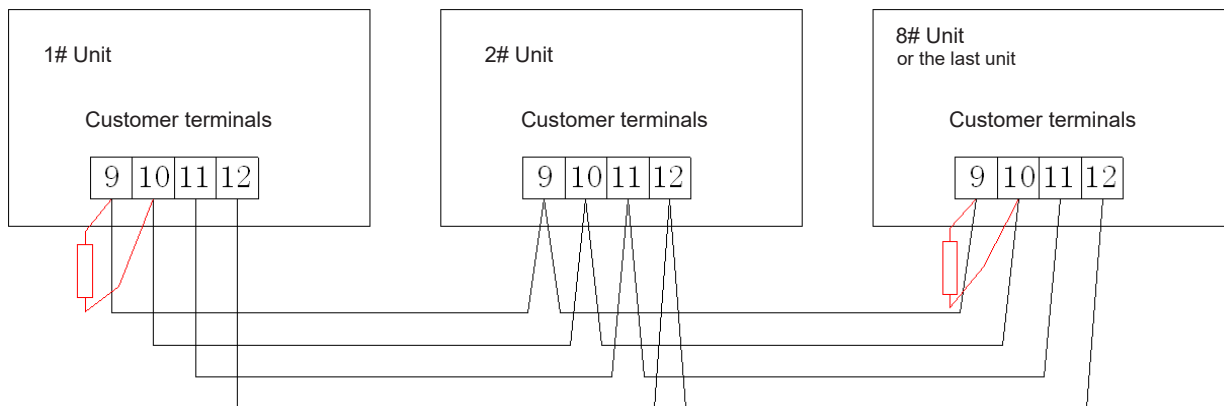 1# Unit
2# Unit
8# Unit
or the last unit
Customer terminals
Customer terminals
Customer terminals
9 10 11 12
9 10 11 12
9 10 11 12